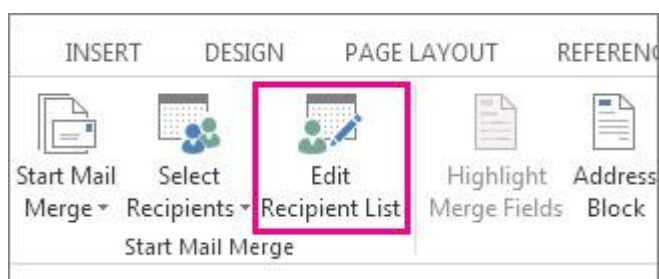 INSERT DESIGN PAGE LAYOUT REFERENC
Start Mail Merge
Select Recipients
Edit Recipient List
Highlight Merge Fields
Address Block
Start Mail Merge